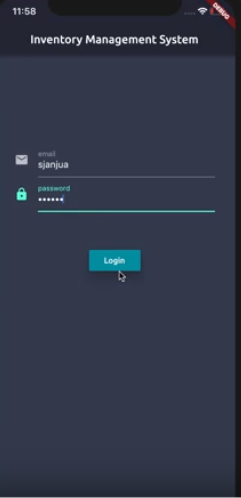 11:58
DEBUG
Inventory Management System
email
sjanjua
password
••••••
Login